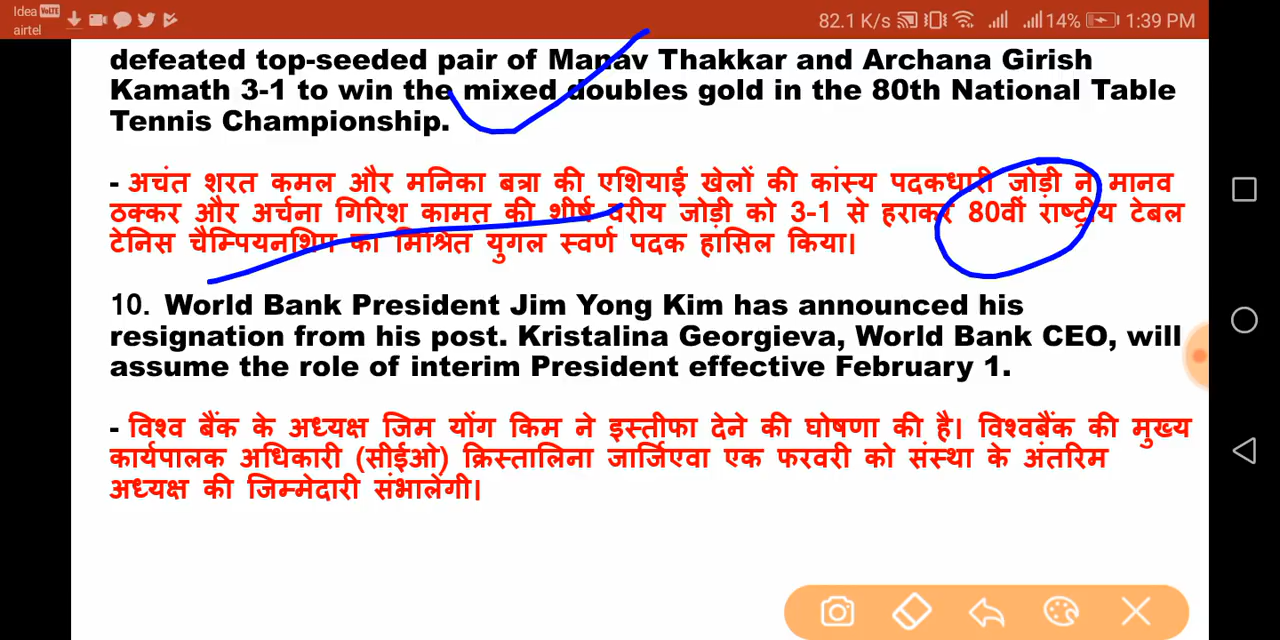 Idea VoLTE
airtel
82.1 K/s 14% 1:39 PM
defeated top-seeded pair of Manav Thakkar and Archana Girish
Kamath 3-1 to win the mixed doubles gold in the 80th National Table
Tennis Championship.
- अचंत शरत कमल और मनिका बत्रा की एशियाई खेलों की कांस्य पदकधारी जोड़ी ने मानव
ठक्कर और अर्चना गिरिश कामत की शीर्ष वरीय जोड़ी को 3-1 से हराकर 80वीं राष्ट्रीय टेबल
टेनिस चैम्पियनशिप का मिश्रित युगल स्वर्ण पदक हासिल किया।
10. World Bank President Jim Yong Kim has announced his
resignation from his post. Kristalina Georgieva, World Bank CEO, will
assume the role of interim President effective February 1.
- विश्व बैंक के अध्यक्ष जिम योंग किम ने इस्तीफा देने की घोषणा की है। विश्वबैंक की मुख्य
कार्यपालक अधिकारी (सीईओ) क्रिस्तालिना जार्जिएवा एक फरवरी को संस्था के अंतरिम
अध्यक्ष की जिम्मेदारी संभालेंगी।